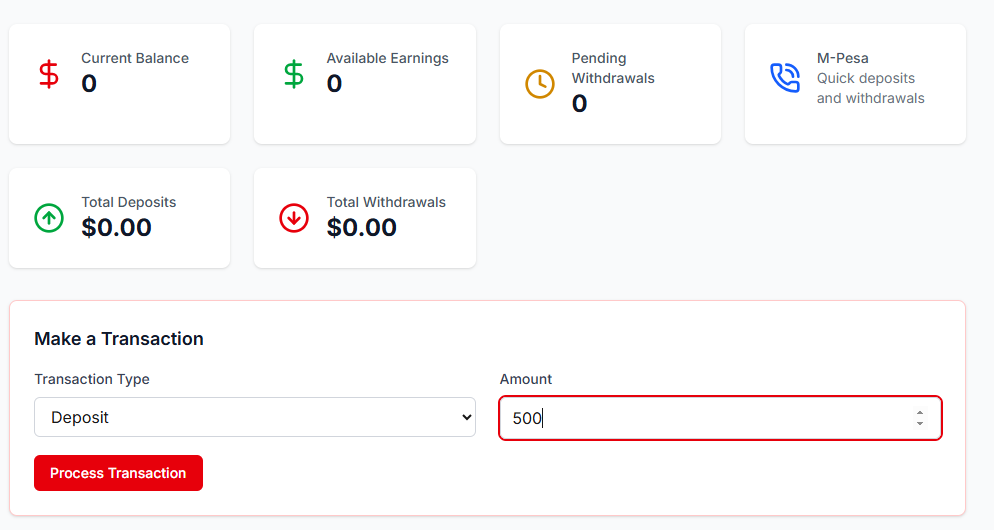 Current Balance
0
Available Earnings
0
Pending
Withdrawals
0
M-Pesa
Quick deposits
and withdrawals
Total Deposits
$0.00
Total Withdrawals
$0.00
Make a Transaction
Transaction Type
Deposit
Amount
500
Process Transaction